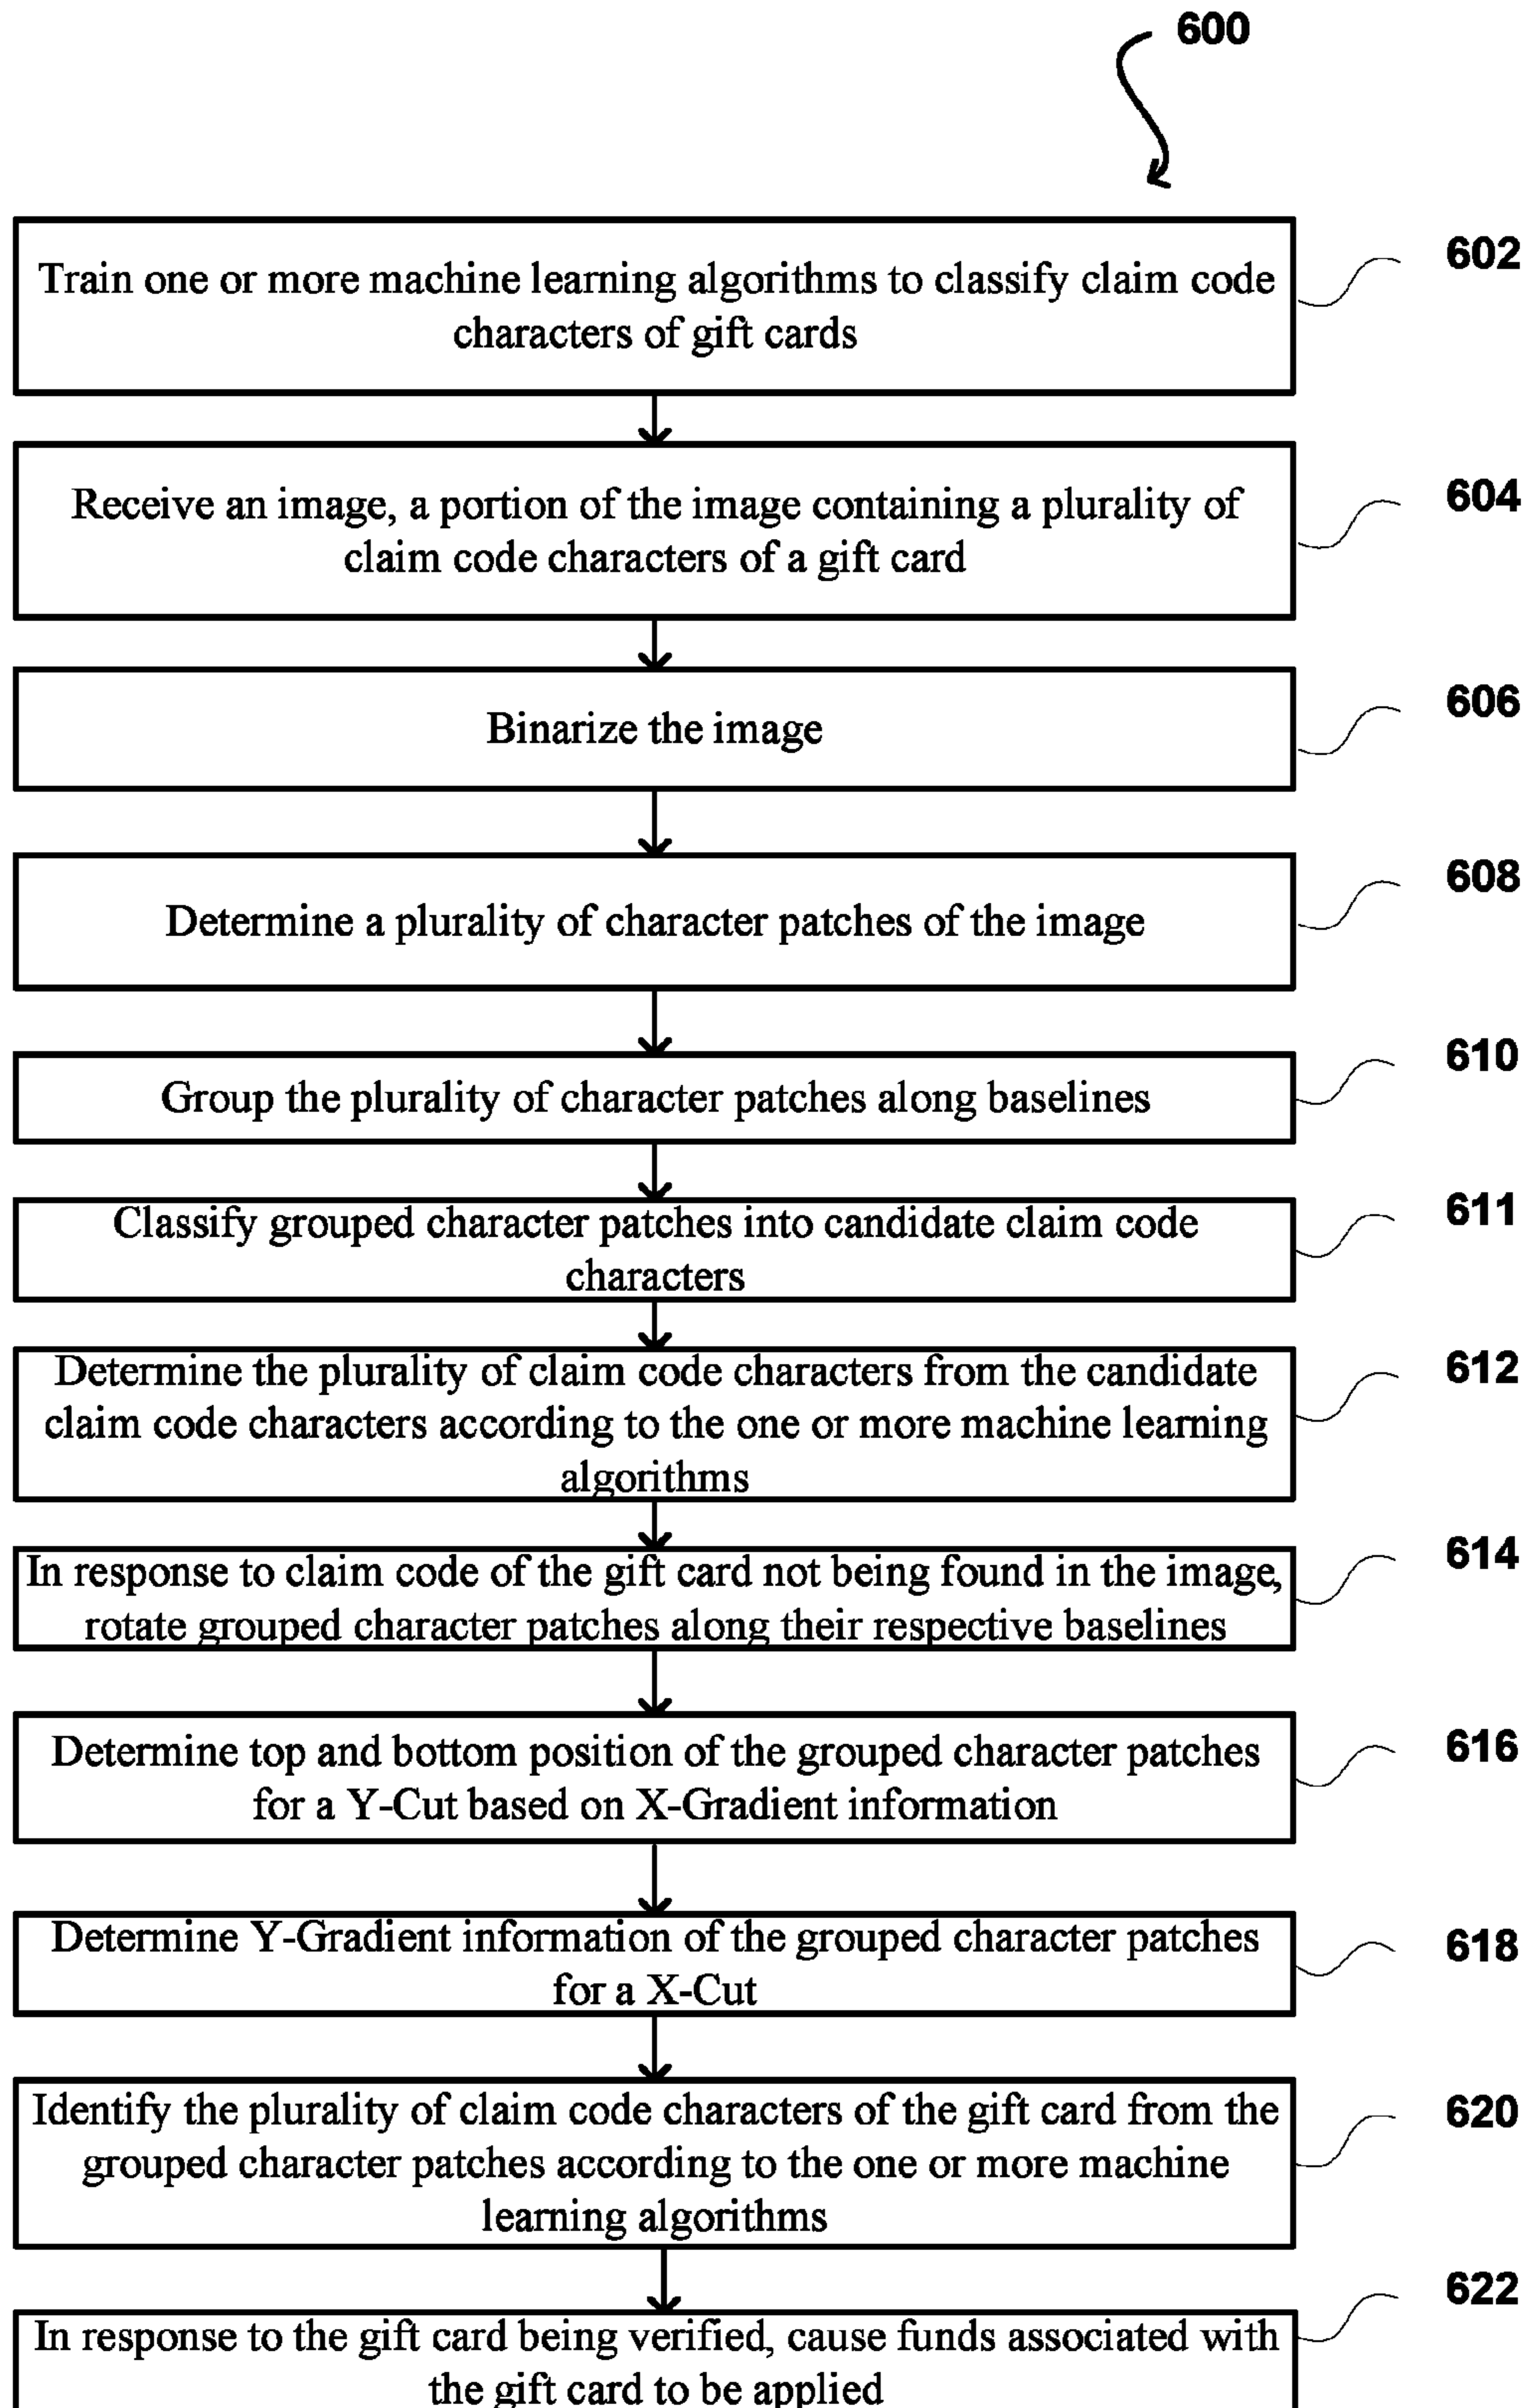 600
Train one or more machine learning algorithms to classify claim code
characters of gift cards
602
Receive an image, a portion of the image containing a plurality of
claim code characters of a gift card
604
Binarize the image
606
Determine a plurality of character patches of the image
608
Group the plurality of character patches along baselines
610
Classify grouped character patches into candidate claim code
characters
611
Determine the plurality of claim code characters from the candidate
claim code characters according to the one or more machine learning
algorithms
612
In response to claim code of the gift card not being found in the image,
rotate grouped character patches along their respective baselines
614
Determine top and bottom position of the grouped character patches
for a Y-Cut based on X-Gradient information
616
Determine Y-Gradient information of the grouped character patches
for a X-Cut
618
Identify the plurality of claim code characters of the gift card from the
grouped character patches according to the one or more machine
learning algorithms
620
In response to the gift card being verified, cause funds associated with
the gift card to be applied
622